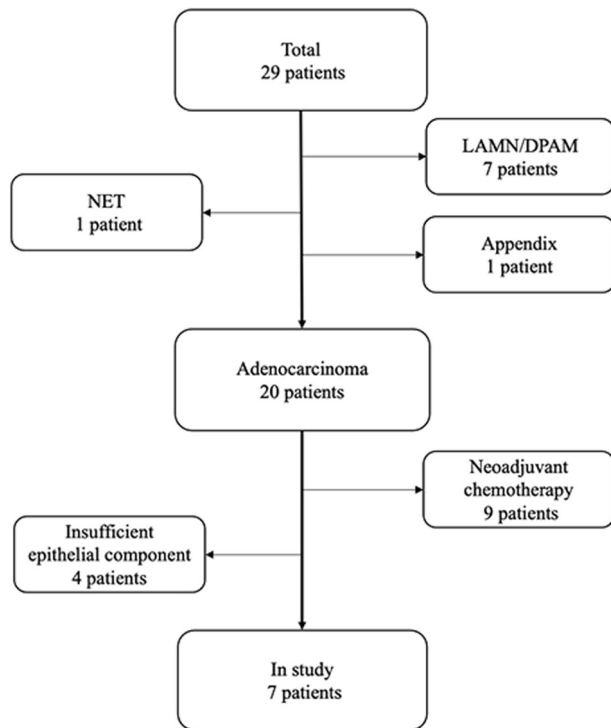 Total
29 patients
LAMN/DPAM
7 patients
NET
1 patient
Appendix
1 patient
Adenocarcinoma
20 patients
Neoadjuvant
chemotherapy
9 patients
Insufficient
epithelial component
4 patients
In study
7 patients